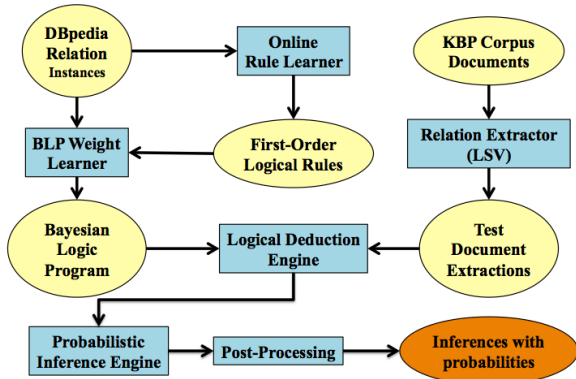 DBpedia
Relation
Instances
Online
Rule Learner
KBP Corpus
Documents
BLP Weight
Learner
First-Order
Logical Rules
Relation Extractor
(LSV)
Bayesian
Logic
Program
Logical Deduction
Engine
Test
Document
Extractions
Probabilistic
Inference Engine
Post-Processing
Inferences with
probabilities